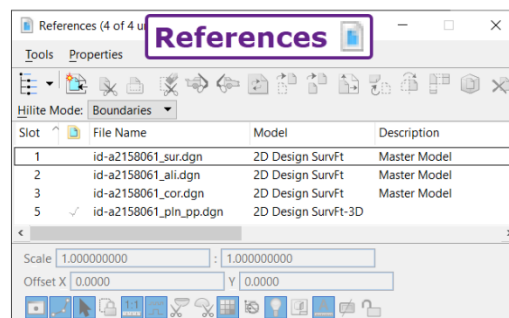 References (4 of 4 u
References
Tools Properties
Hilite Mode: Boundaries
Slot File Name Model Description
1 id-a2158061_sur.dgn 2D Design SurvFt Master Model
2 id-a2158061_ali.dgn 2D Design SurvFt Master Model
3 id-a2158061_cor.dgn 2D Design SurvFt Master Model
5 id-a2158061_pln_pp.dgn 2D Design SurvFt-3D
Scale 1.000000000 : 1.000000000
Offset X 0.0000 Y 0.0000
1:1